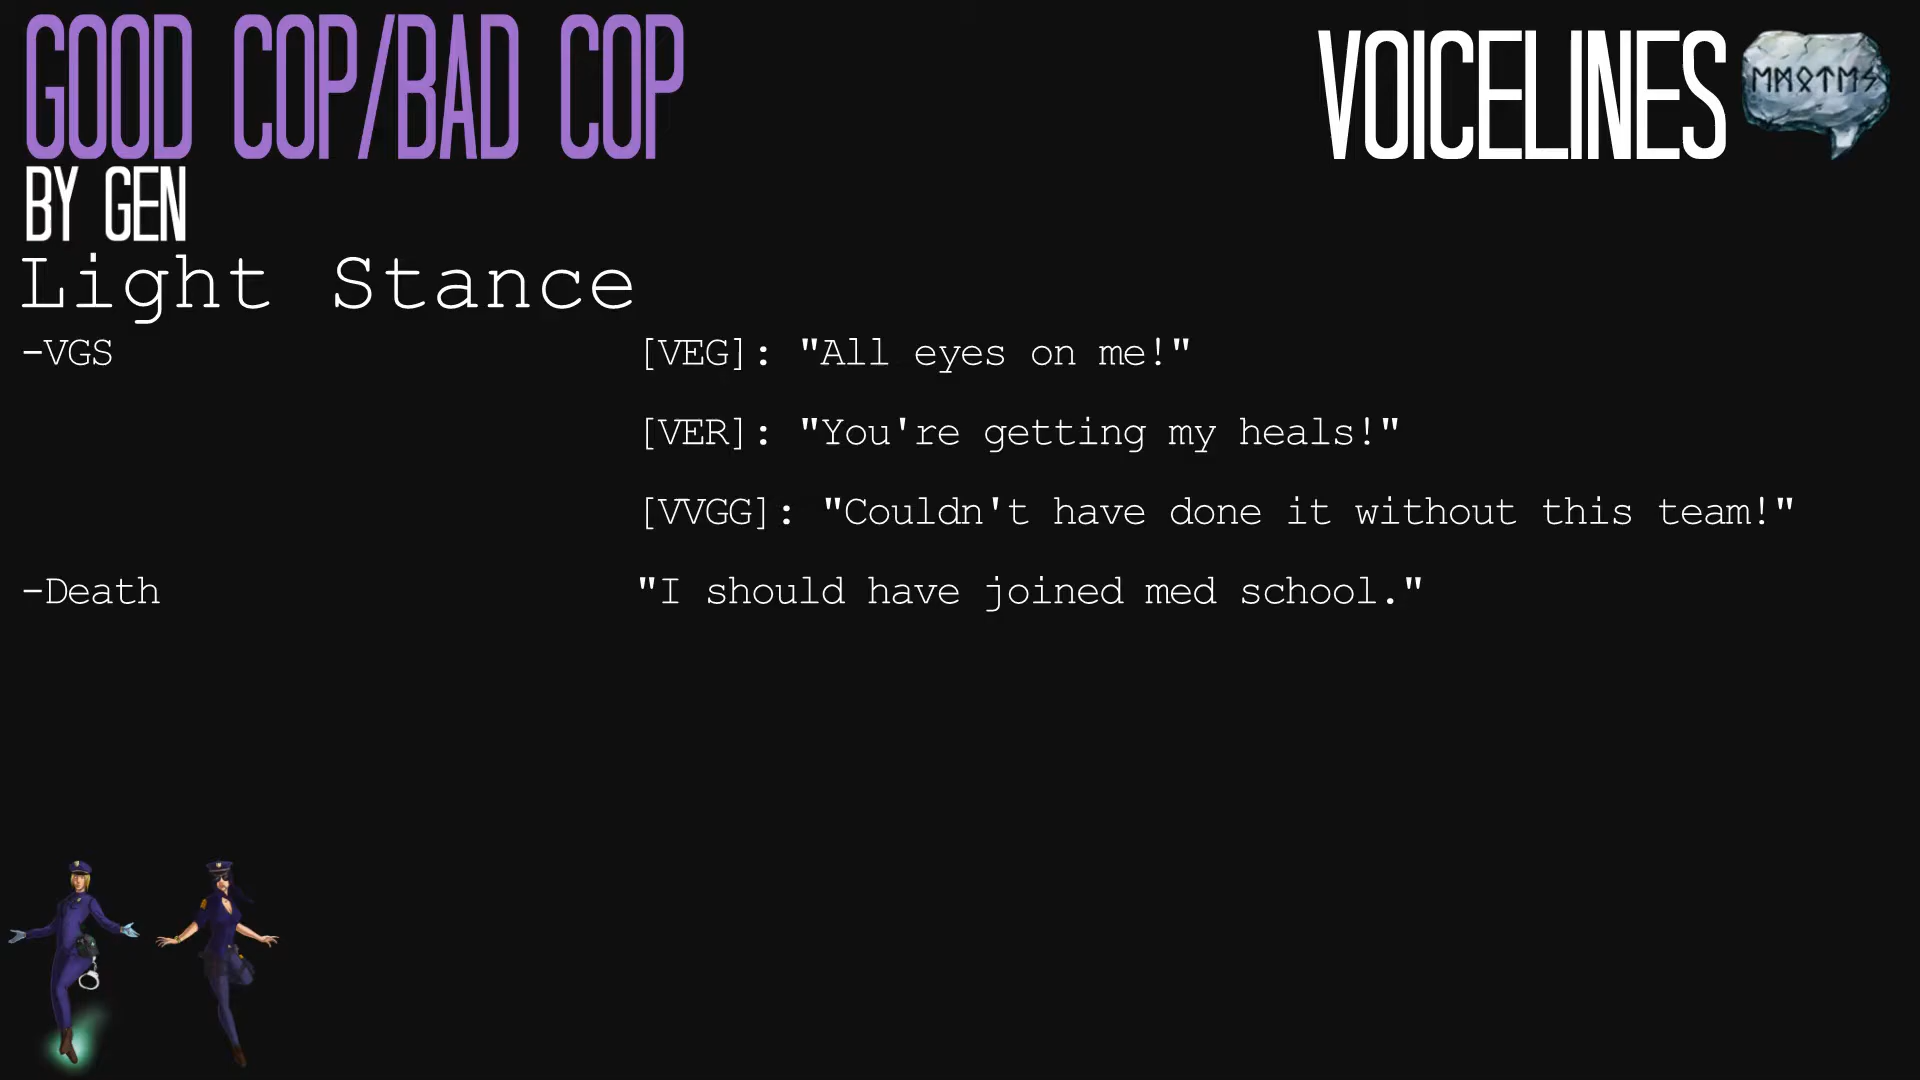 GOOD COP/BAD COP
VOICELINES
ᛖᛗᛟᛏᛖᛊ
BY GEN
Light Stance
-VGS [VEG]: "All eyes on me!"
[VER]: "You're getting my heals!"
[VVGG]: "Couldn't have done it without this team!"
-Death "I should have joined med school."